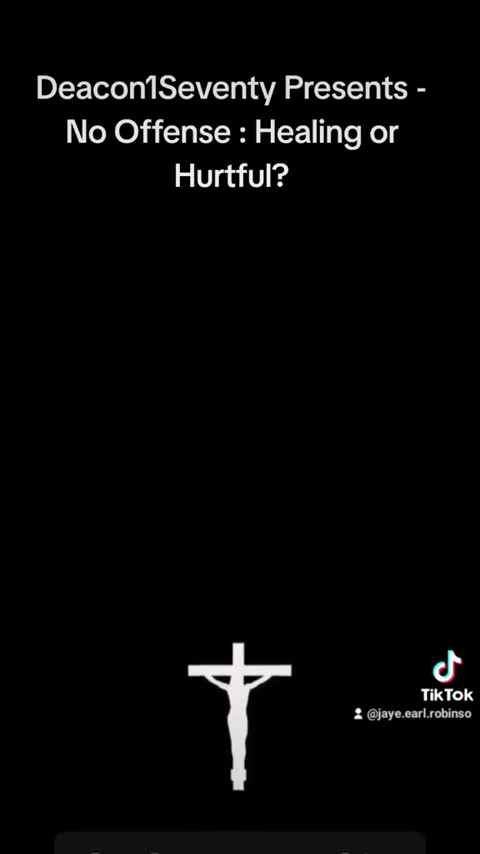 Deacon1Seventy Presents -
No Offense : Healing or
Hurtful?
TikTok
@jaye.earl.robinso